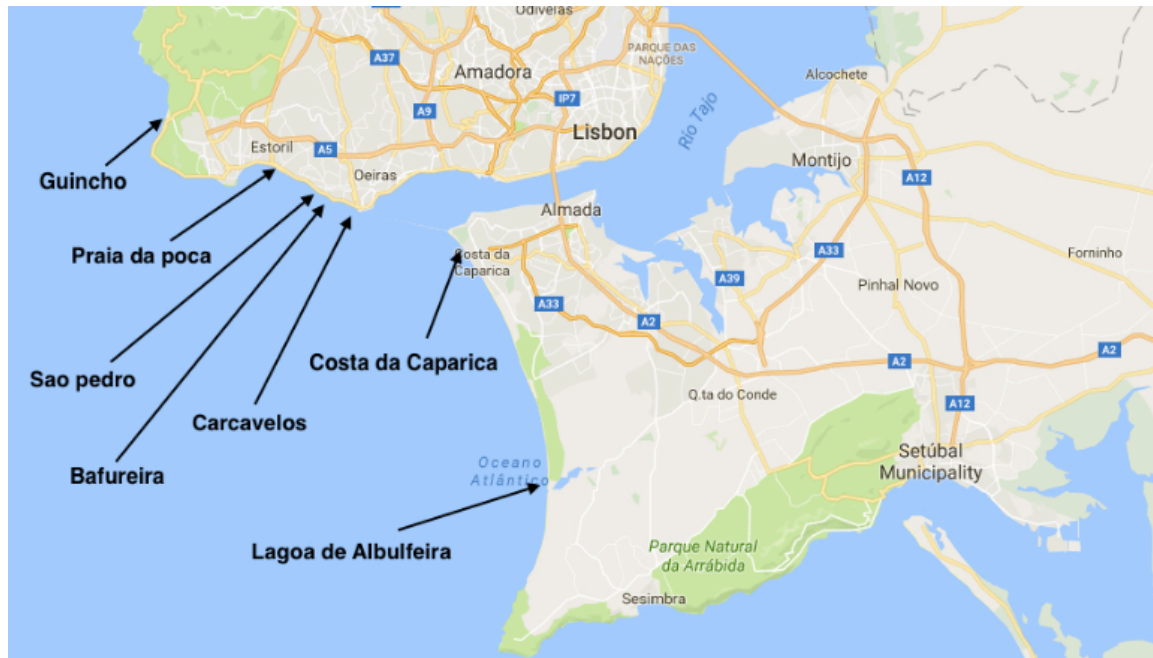 Odivelas
A37
PARQUE DAS
NAÇÕES
Amadora
Alcochete
A9
IP7
Rio Tajo
Lisbon
Estoril
A5
Montijo
Guincho
Oeiras
A12
Almada
Praia da poca
Costa da
Caparica
A33
Forninho
A39
Pinhal Novo
A33
A2
Sao pedro
Costa da Caparica
A2
A2
Q.ta do Conde
A12
Carcavelos
Bafureira
Oceano
Atlântico
Setúbal
Municipality
Lagoa de Albulfeira
Parque Natural
da Arrábida
Sesimbra